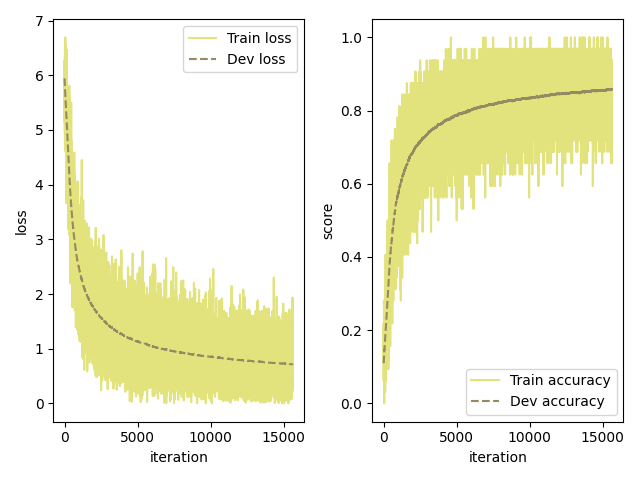 7
6
5
4
3
2
1
0
loss
0
5000
10000
15000
iteration
Train loss
Dev loss
1.0
0.8
0.6
0.4
0.2
0.0
score
0
5000
10000
15000
iteration
Train accuracy
Dev accuracy